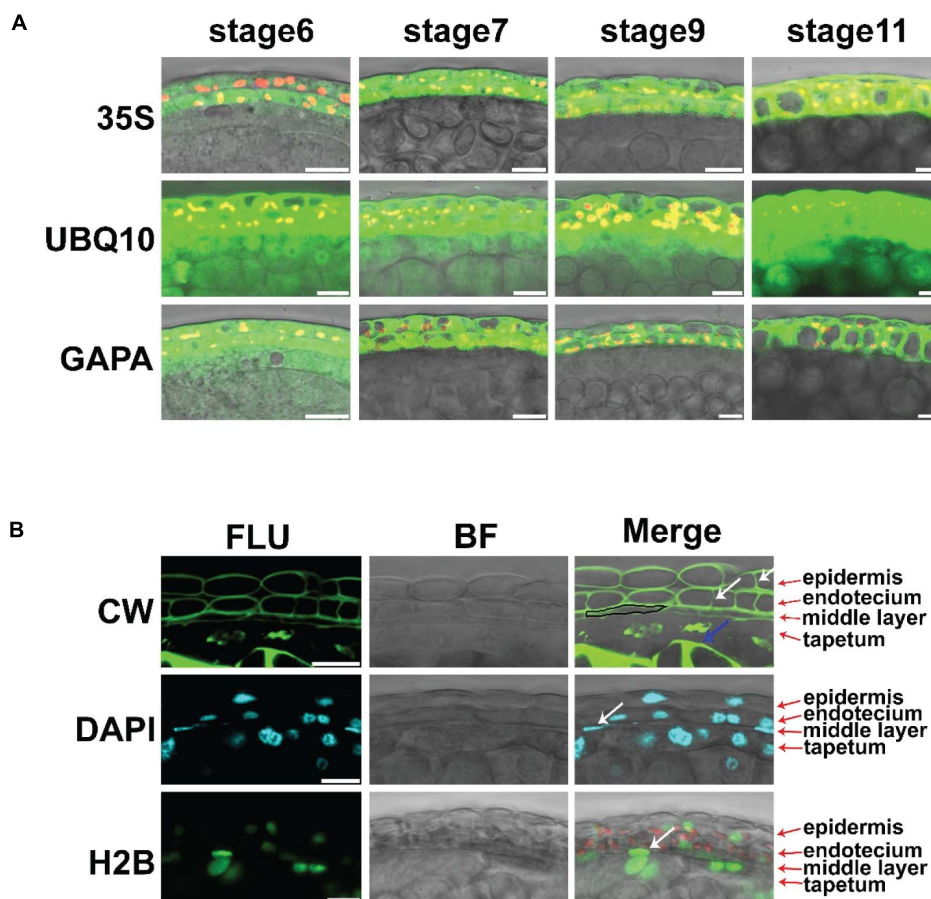 A
stage6 stage7 stage9 stage11
35S
UBQ10
GAPA
B
FLU BF Merge
CW
epidermis
endotecium
middle layer
tapetum
DAPI
epidermis
endotecium
middle layer
tapetum
H2B
epidermis
endotecium
middle layer
tapetum